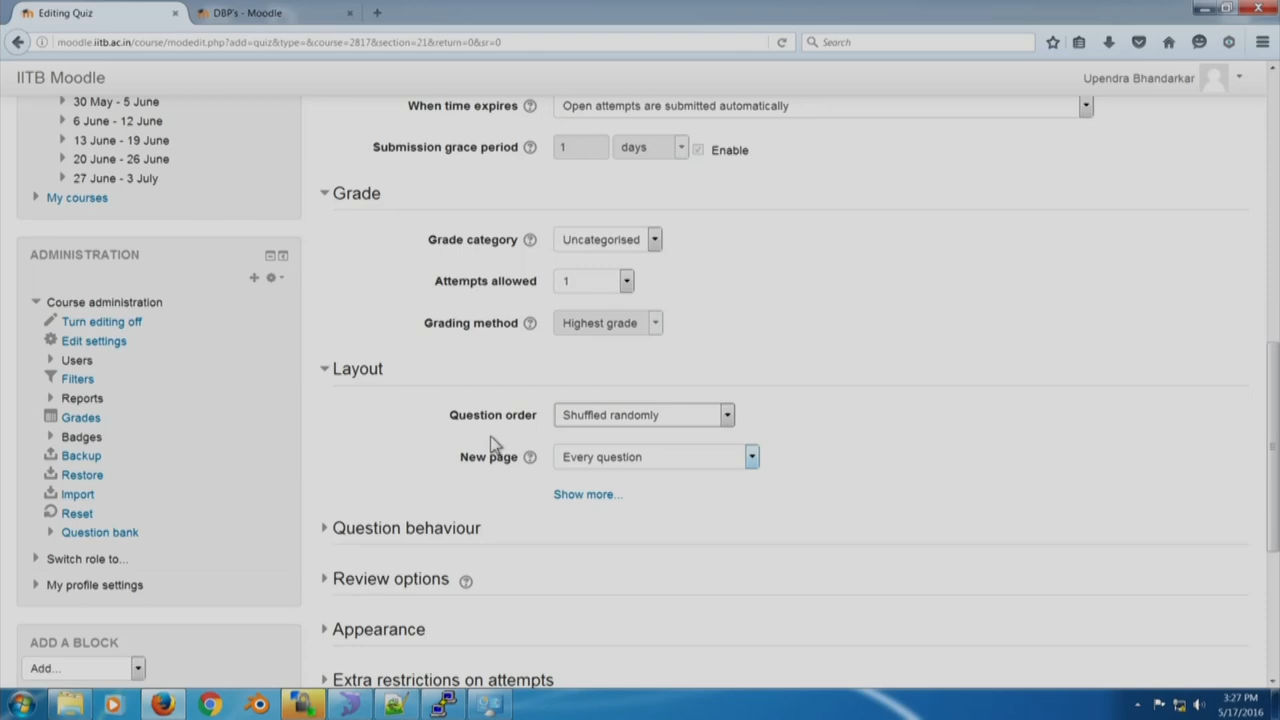 Editing Quiz
DBP's - Moodle
moodle.iitb.ac.in/course/modedit.php?add=quiz&type=&course=2817&section=21&return=0&sr=0
Search
IITB Moodle
Upendra Bhandarkar
30 May - 5 June
6 June - 12 June
13 June - 19 June
20 June - 26 June
27 June - 3 July
My courses
ADMINISTRATION
Course administration
Turn editing off
Edit settings
Users
Filters
Reports
Grades
Badges
Backup
Restore
Import
Reset
Question bank
Switch role to...
My profile settings
ADD A BLOCK
Add...
When time expires Open attempts are submitted automatically
Submission grace period 1 days Enable
Grade
Grade category Uncategorised
Attempts allowed 1
Grading method Highest grade
Layout
Question order Shuffled randomly
New page Every question
Show more...
Question behaviour
Review options
Appearance
Extra restrictions on attempts
3:27 PM
5/17/2016